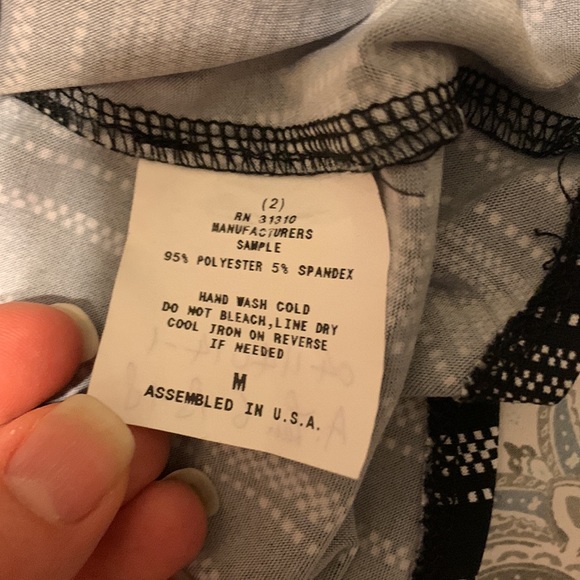 (2)
RN 31310
MANUFACTURERS
SAMPLE
95% POLYESTER 5% SPANDEX
HAND WASH COLD
DO NOT BLEACH,LINE DRY
COOL IRON ON REVERSE
IF NEEDED
M
ASSEMBLED IN U.S.A.